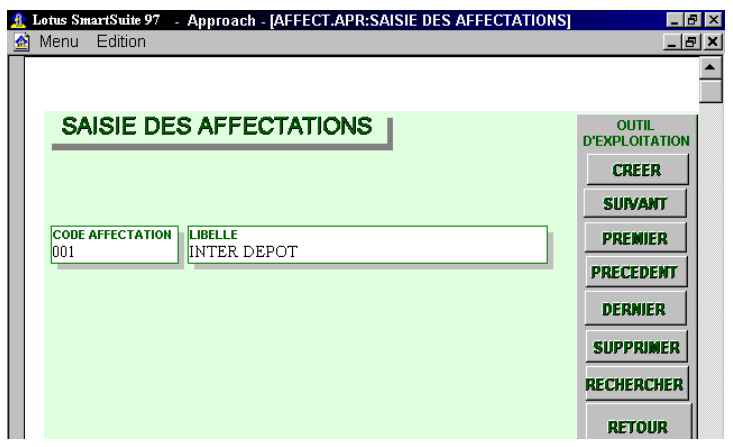 Lotus SmartSuite 97 - Approach - [AFFECT.APR:SAISIE DES AFFECTATIONS]
Menu Edition
SAISIE DES AFFECTATIONS
OUTIL
D'EXPLOITATION
CREER
SUIVANT
CODE AFFECTATION LIBELLE
001 INTER DEPOT
PREMIER
PRECEDENT
DERNIER
SUPPRIMER
RECHERCHER
RETOUR